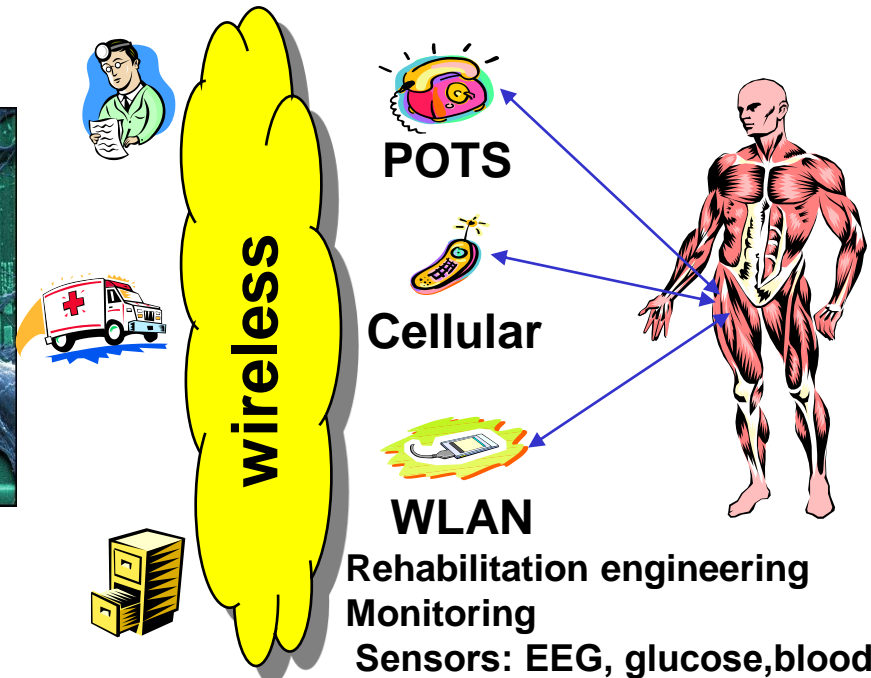 wireless
POTS
Cellular
WLAN
Rehabilitation engineering
Monitoring
Sensors: EEG, glucose,blood